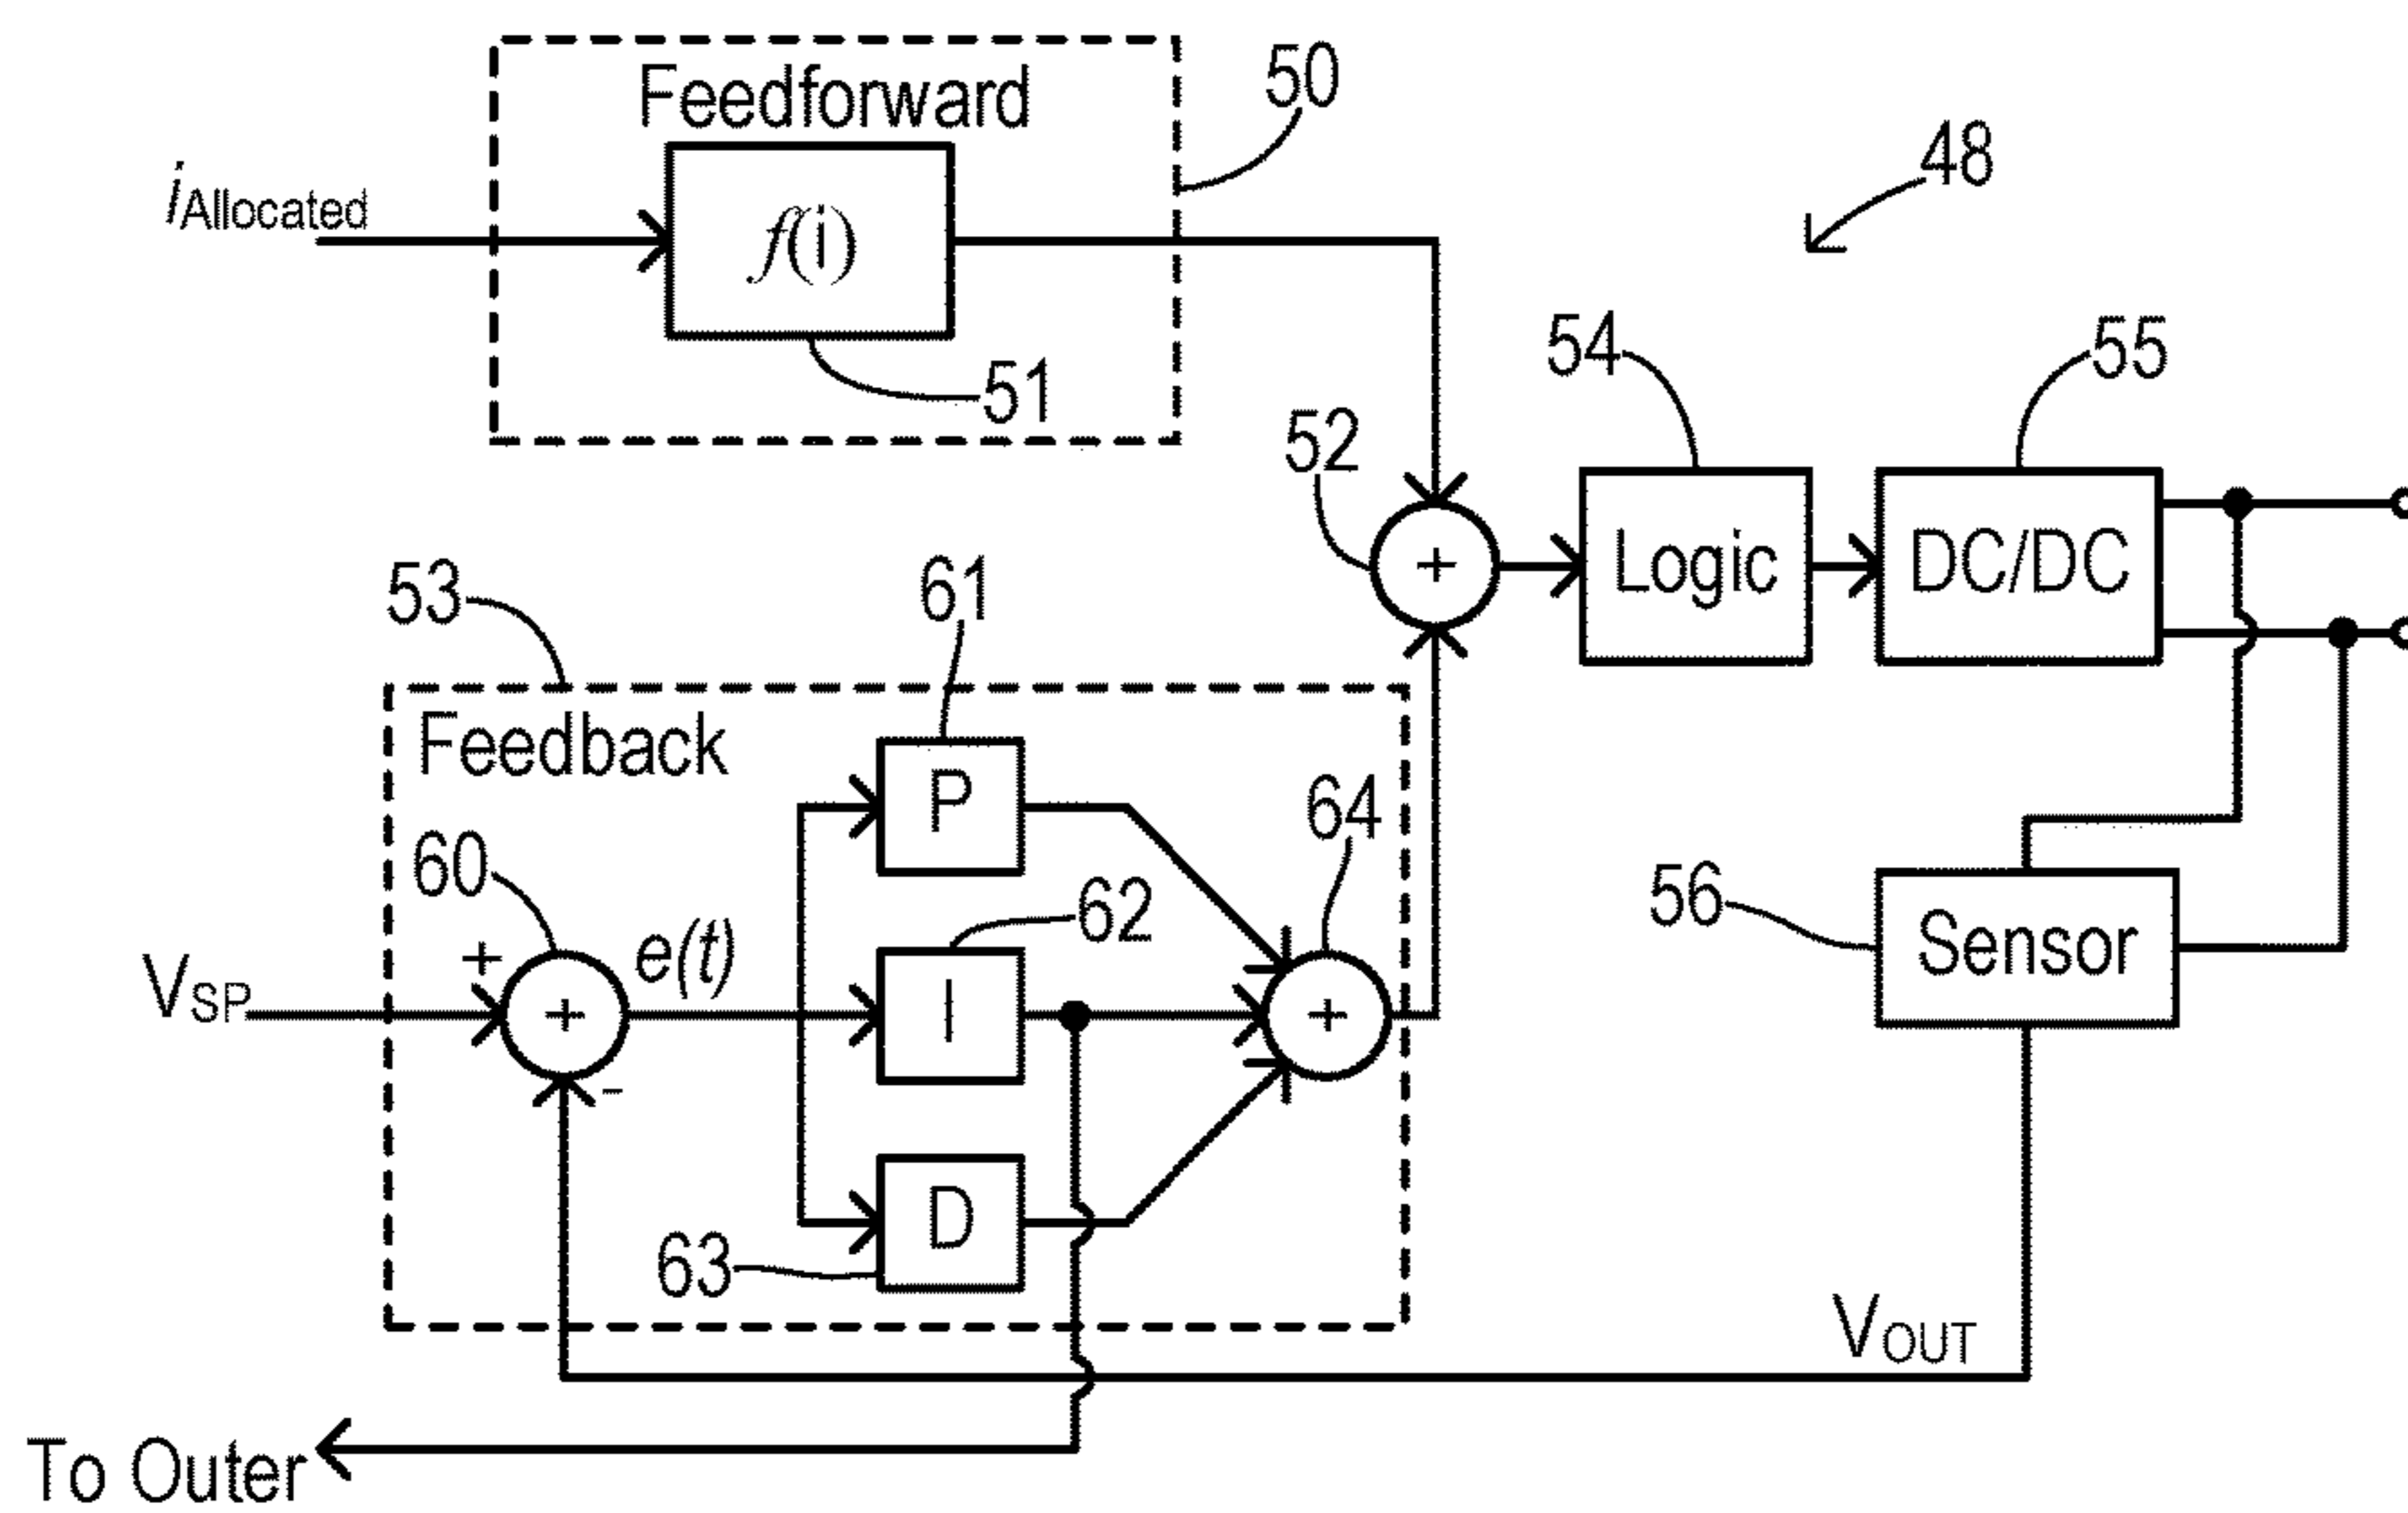 Feedforward
50
iAllocated
f(i)
51
48
54
55
52
+
Logic
DC/DC
53
61
Feedback
P
64
60
62
56
Sensor
+
e(t)
VSP
+
I
+
-
D
63
VOUT
To Outer